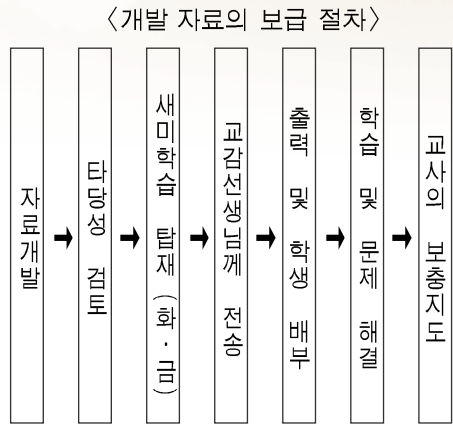 〈개발 자료의 보급 절차〉
자료개발
타당성 검토
새미학습 탑재 (화·금)
교감선생님께 전송
출력 및 학생 배부
학습 및 문제 해결
교사의 보충지도